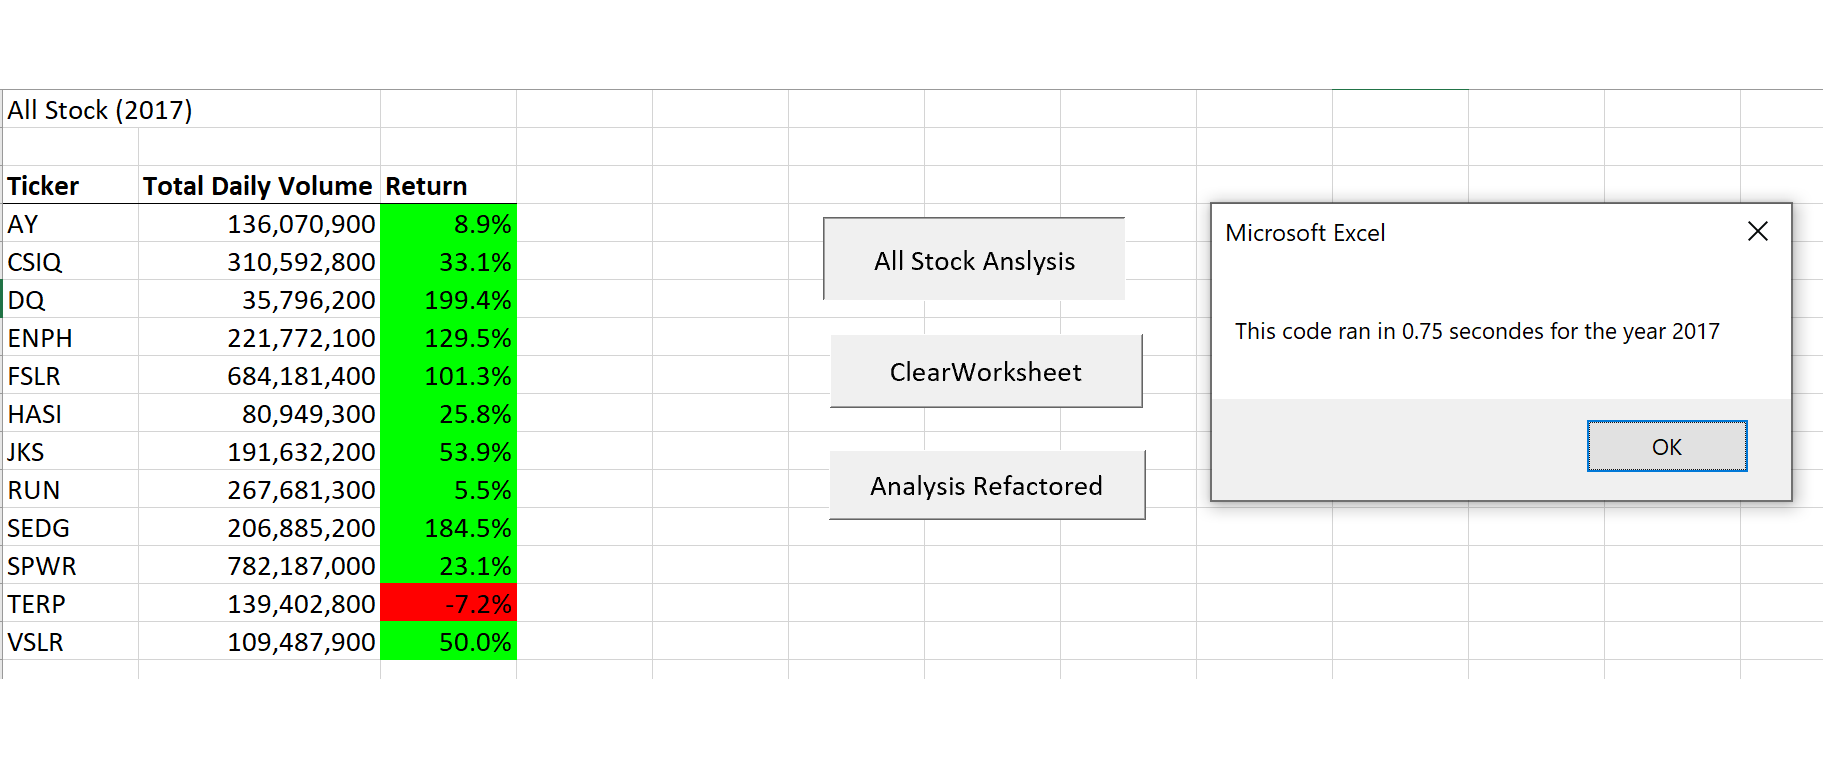 All Stock (2017)
Ticker Total Daily Volume Return
AY 136,070,900 8.9%
CSIQ 310,592,800 33.1%
DQ 35,796,200 199.4%
ENPH 221,772,100 129.5%
FSLR 684,181,400 101.3%
HASI 80,949,300 25.8%
JKS 191,632,200 53.9%
RUN 267,681,300 5.5%
SEDG 206,885,200 184.5%
SPWR 782,187,000 23.1%
TERP 139,402,800 -7.2%
VSLR 109,487,900 50.0%
All Stock Anslysis
ClearWorksheet
Analysis Refactored
Microsoft Excel
This code ran in 0.75 secondes for the year 2017
OK